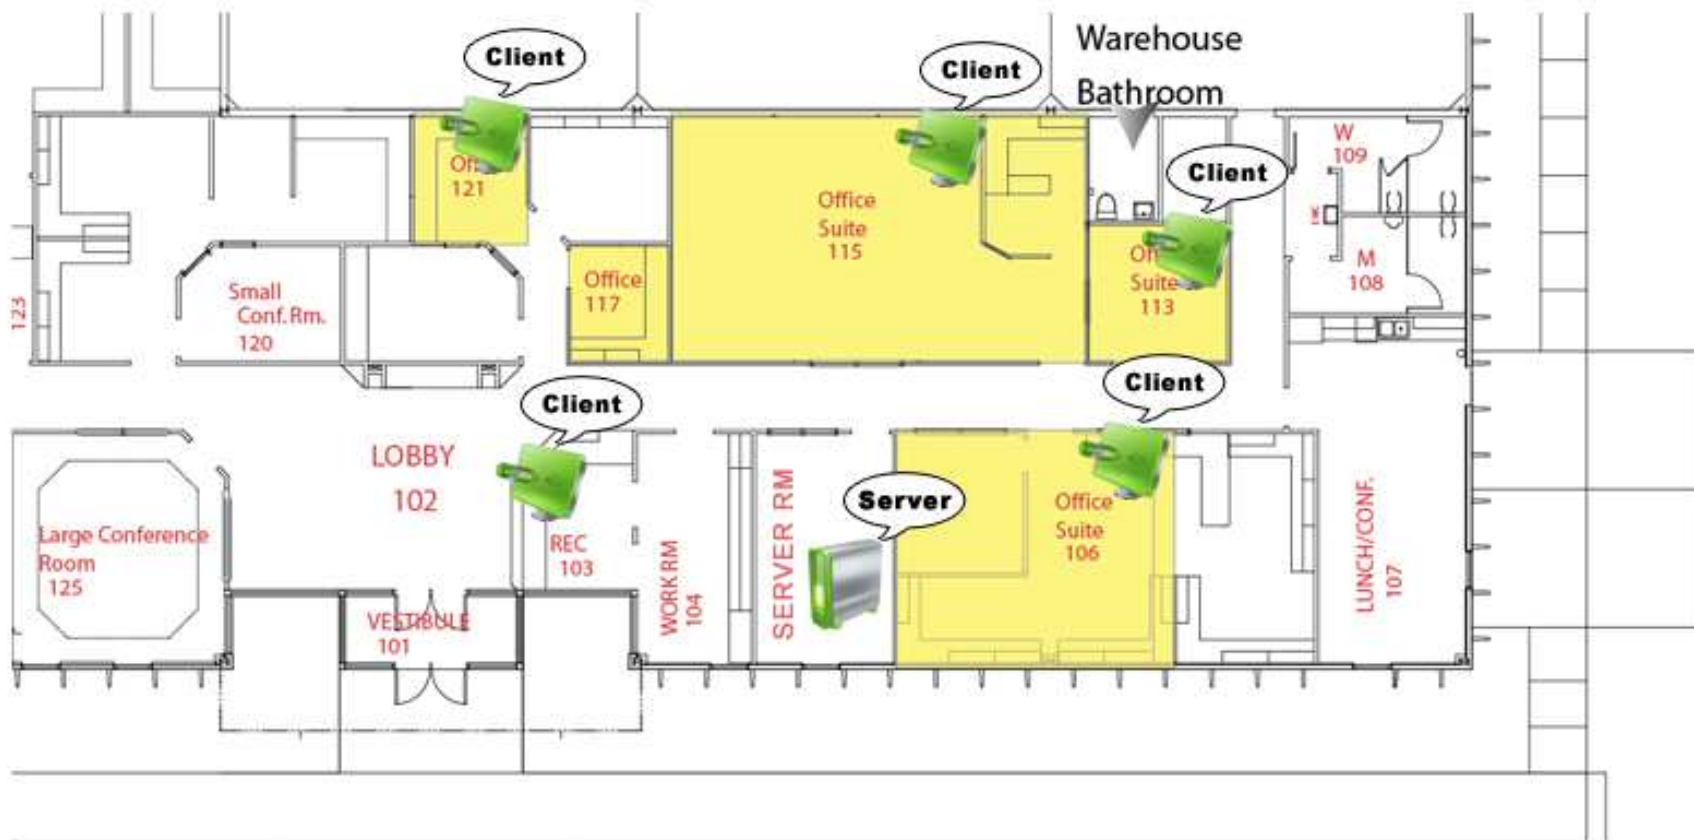 Client
Client
Warehouse
Bathroom
Client
W
109
121
Office
Suite
115
M
108
Office
117
Suite
113
Small
Conf. Rm.
120
123
Client
Client
LOBBY
102
Server
Office
Suite
106
Large Conference
Room
125
REC
103
WORK RM
104
SERVER RM
LUNCH/CONF.
107
VESTIBULE
101